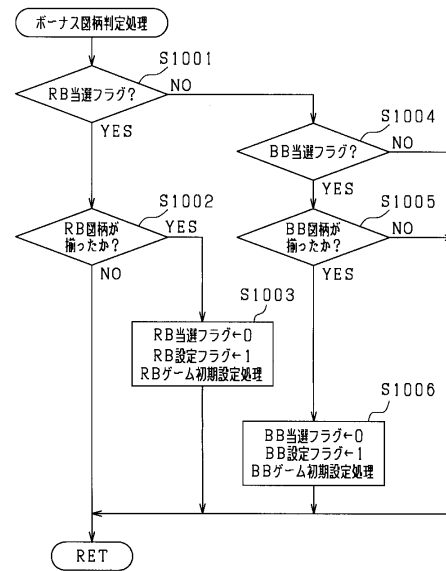 ボーナス図柄判定処理
S1001
RB当選フラグ?
NO
YES
S1004
BB当選フラグ?
NO
YES
S1002
RB図柄が
揃ったか?
YES
NO
S1005
BB図柄が
揃ったか?
NO
YES
S1003
RB当選フラグ←0
RB設定フラグ←1
RBゲーム初期設定処理
S1006
BB当選フラグ←0
BB設定フラグ←1
BBゲーム初期設定処理
RET